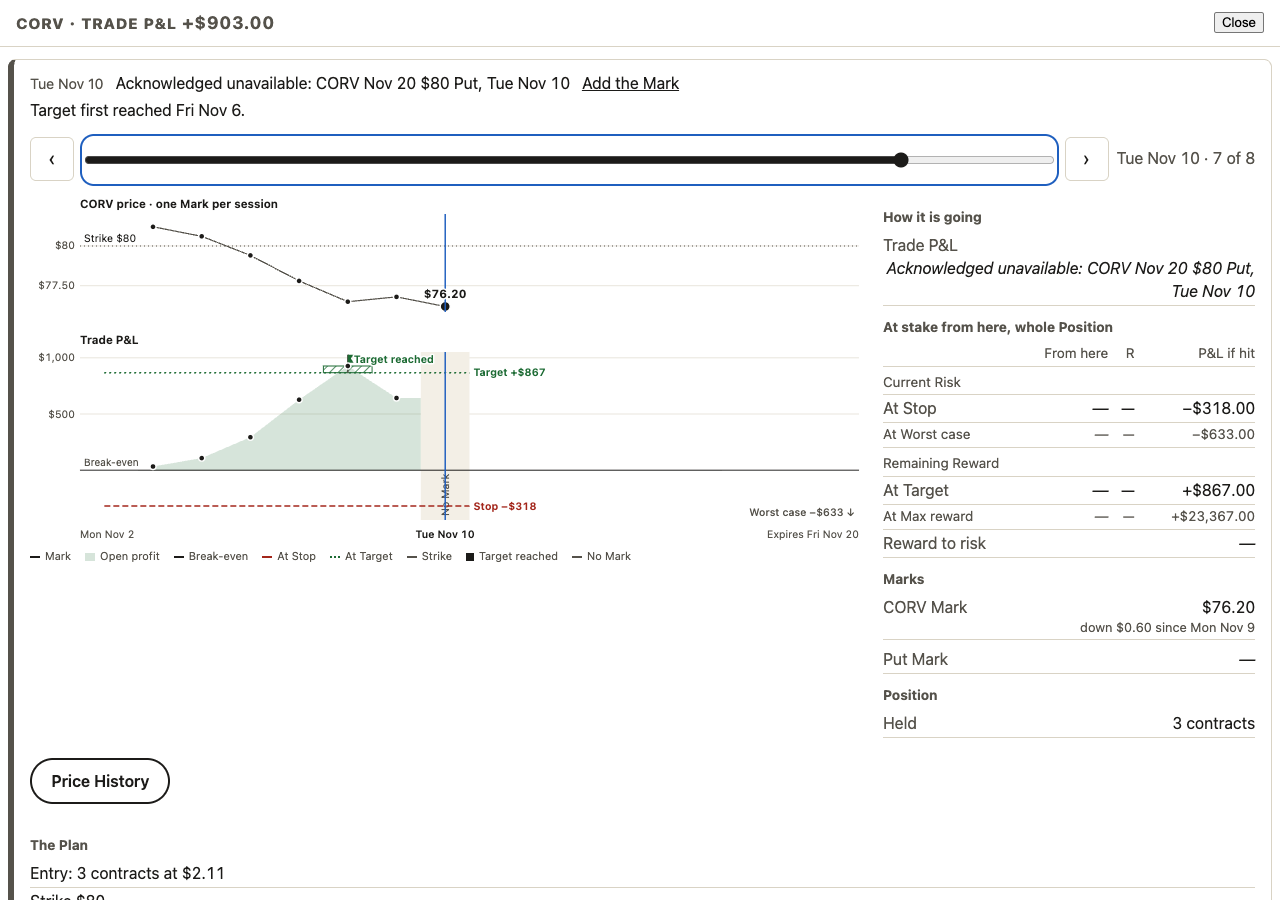 CORV · TRADE P&L +$903.00
Close
Tue Nov 10 Acknowledged unavailable: CORV Nov 20 $80 Put, Tue Nov 10 Add the Mark
Target first reached Fri Nov 6.
‹
›
Tue Nov 10 · 7 of 8
CORV price · one Mark per session
$80
Strike $80
$77.50
$76.20
Trade P&L
$1,000
Target reached
Target +$867
$500
Break-even
No Mark
Stop −$318
Worst case −$633 ↓
Mon Nov 2
Tue Nov 10
Expires Fri Nov 20
Mark Open profit Break-even At Stop At Target Strike Target reached No Mark
How it is going
Trade P&L
Acknowledged unavailable: CORV Nov 20 $80 Put,
Tue Nov 10
At stake from here, whole Position
From here R P&L if hit
Current Risk
At Stop — — −$318.00
At Worst case — — −$633.00
Remaining Reward
At Target — — +$867.00
At Max reward — — +$23,367.00
Reward to risk —
Marks
CORV Mark $76.20
down $0.60 since Mon Nov 9
Put Mark —
Position
Held 3 contracts
Price History
The Plan
Entry: 3 contracts at $2.11
Strike $80